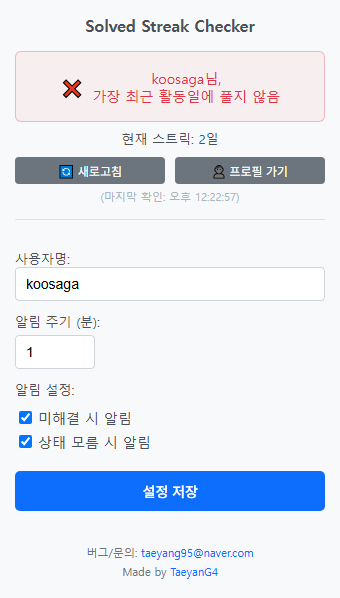 Solved Streak Checker
koosaga님,
가장 최근 활동일에 풀지 않음
현재 스트릭: 2일
새로고침
프로필 가기
(마지막 확인: 오후 12:22:57)
사용자명:
koosaga
알림 주기 (분):
1
알림 설정:
미해결 시 알림
상태 모름 시 알림
설정 저장
버그/문의: taeyang95@naver.com
Made by TaeyanG4